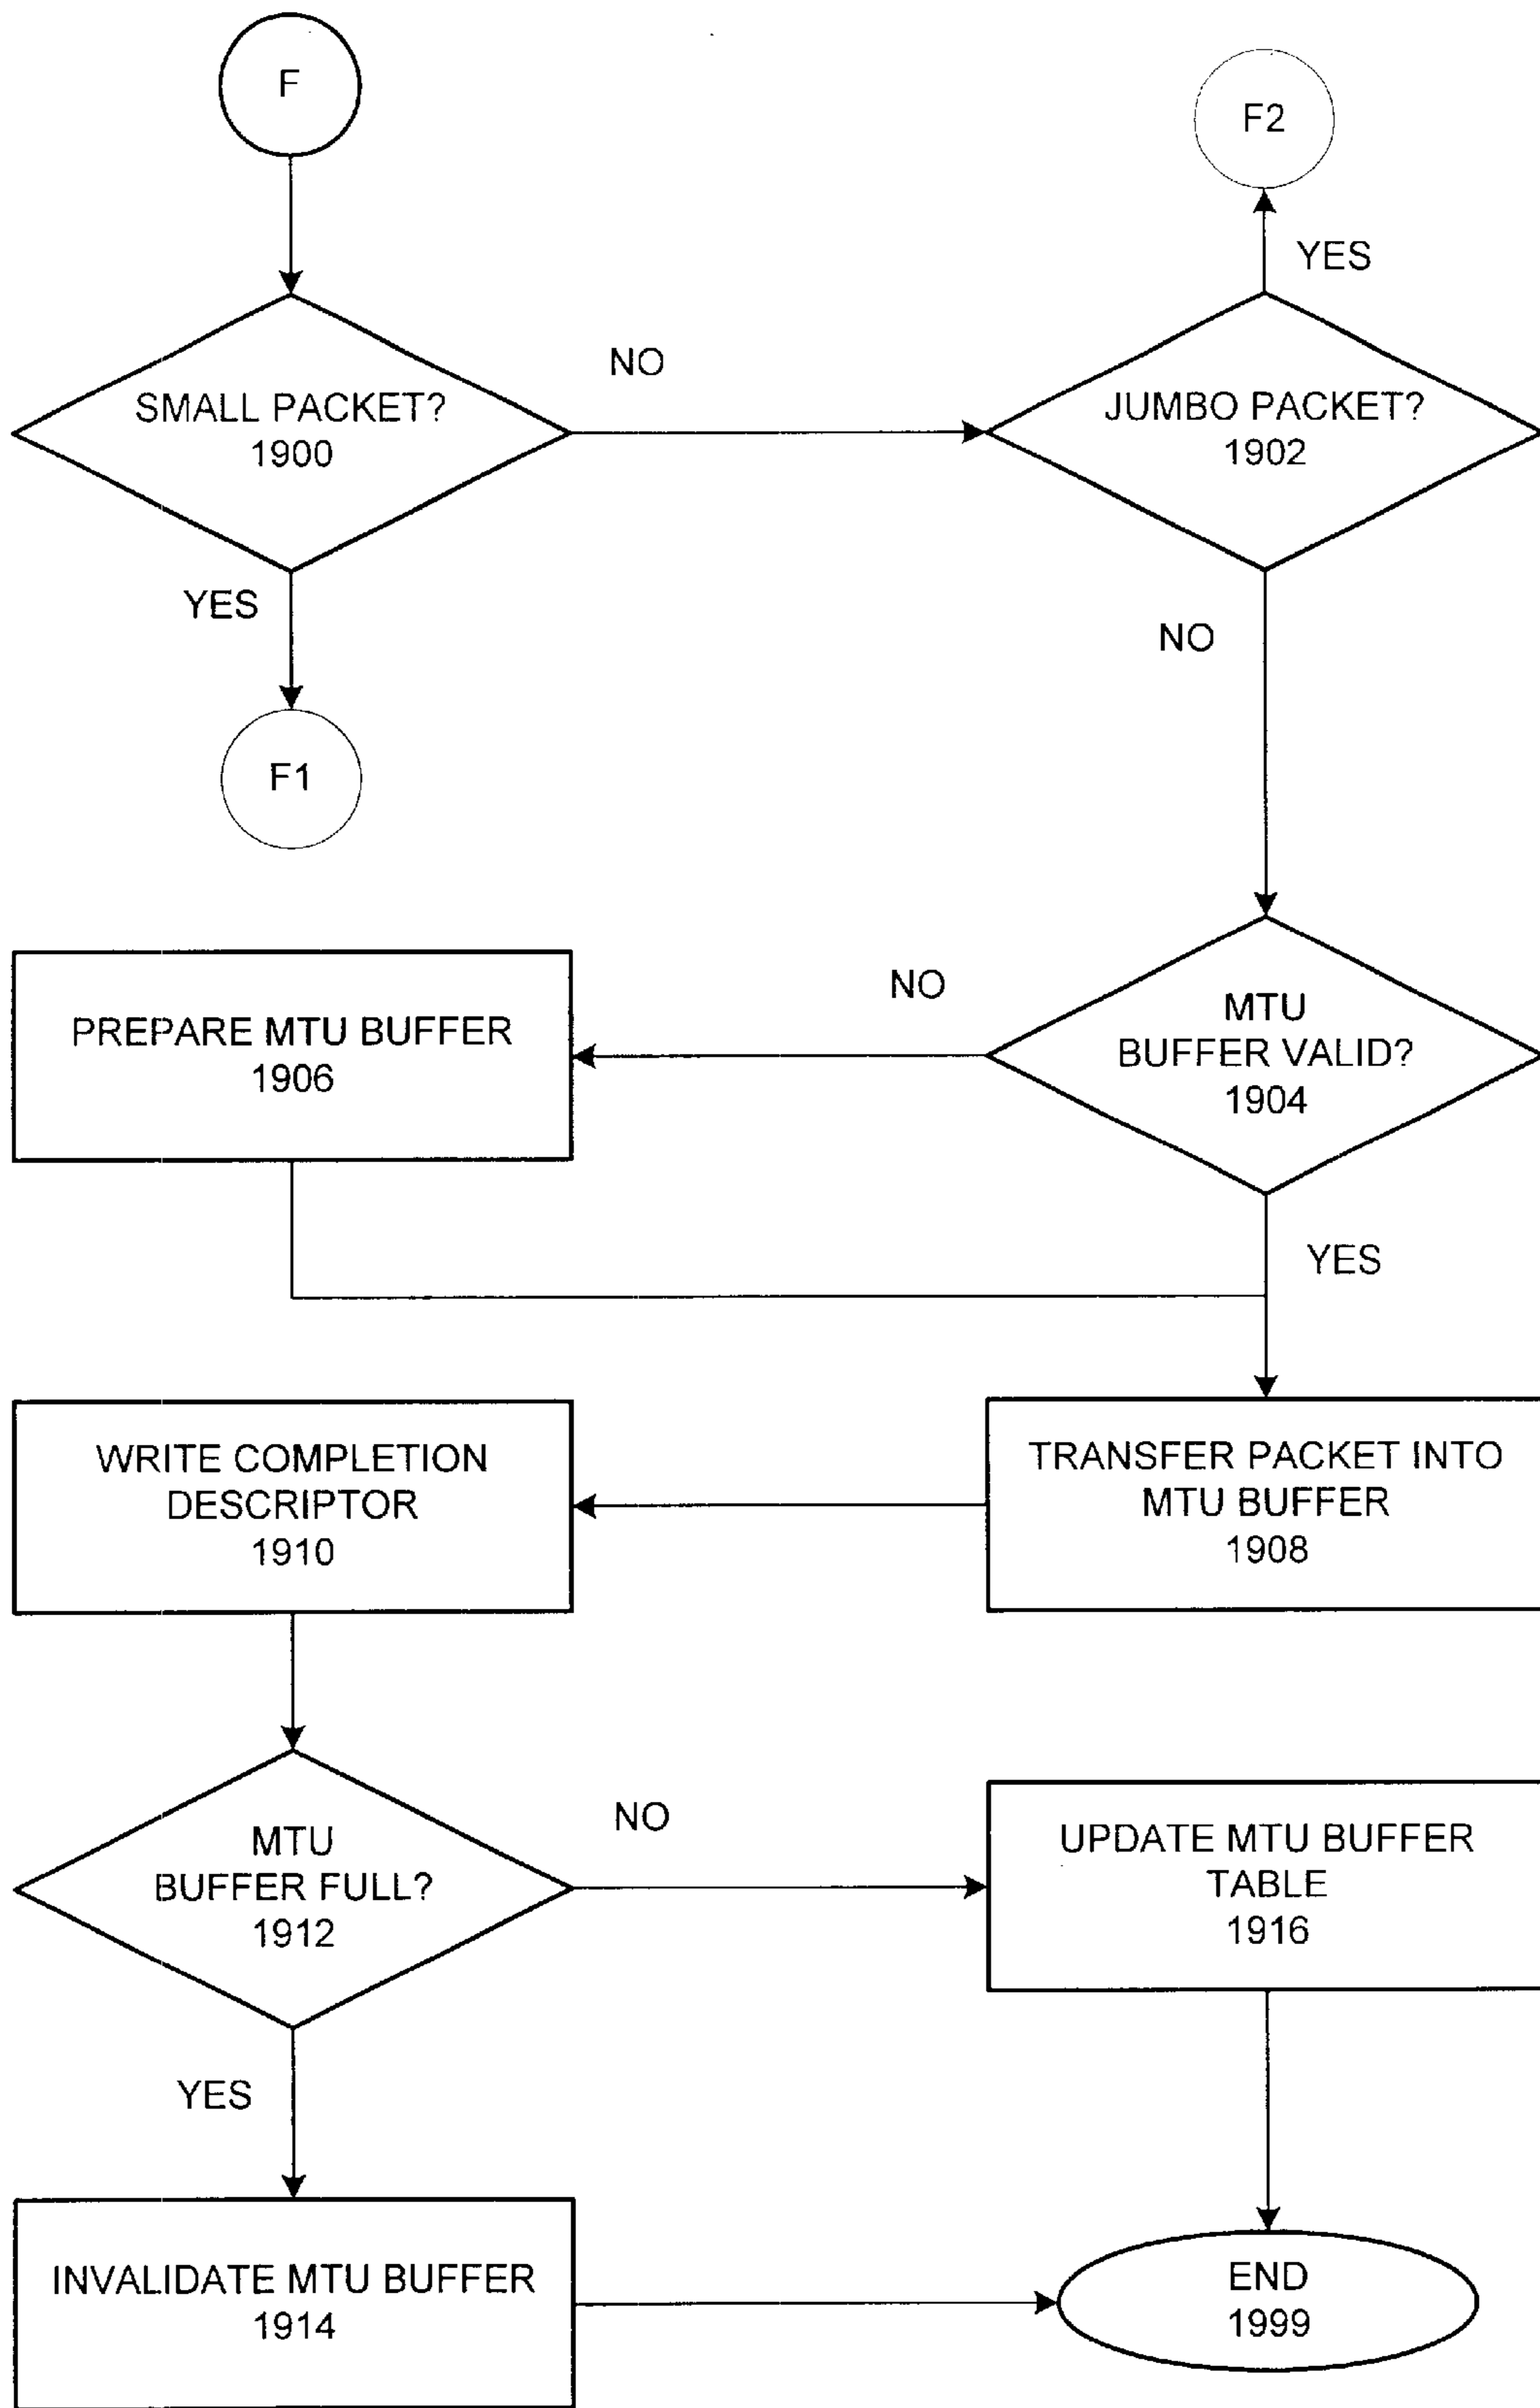 F
F2
YES
SMALL PACKET?
1900
NO
JUMBO PACKET?
1902
YES
NO
F1
PREPARE MTU BUFFER
1906
NO
MTU
BUFFER VALID?
1904
YES
WRITE COMPLETION
DESCRIPTOR
1910
TRANSFER PACKET INTO
MTU BUFFER
1908
MTU
BUFFER FULL?
1912
NO
UPDATE MTU BUFFER
TABLE
1916
YES
INVALIDATE MTU BUFFER
1914
END
1999